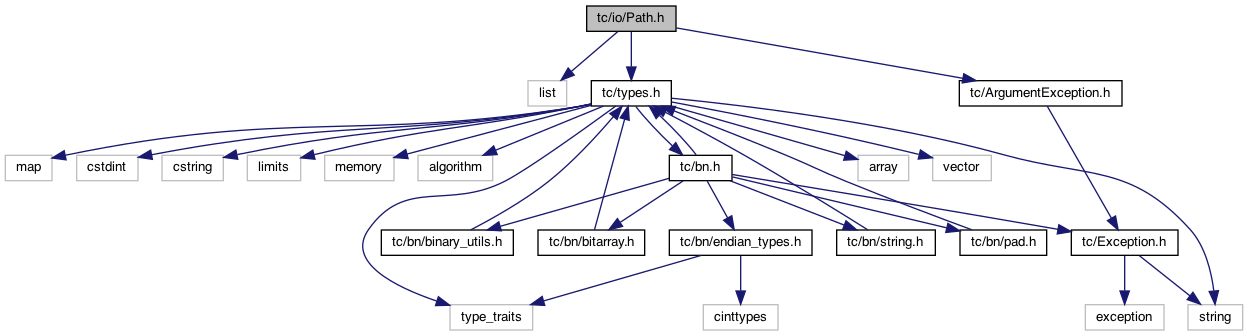 tc/io/Path.h
list
tc/types.h
tc/ArgumentException.h
map
cstdint
cstring
limits
memory
algorithm
tc/bn.h
array
vector
tc/bn/binary_utils.h
tc/bn/bitarray.h
tc/bn/endian_types.h
tc/bn/string.h
tc/bn/pad.h
tc/Exception.h
type_traits
cinttypes
exception
string